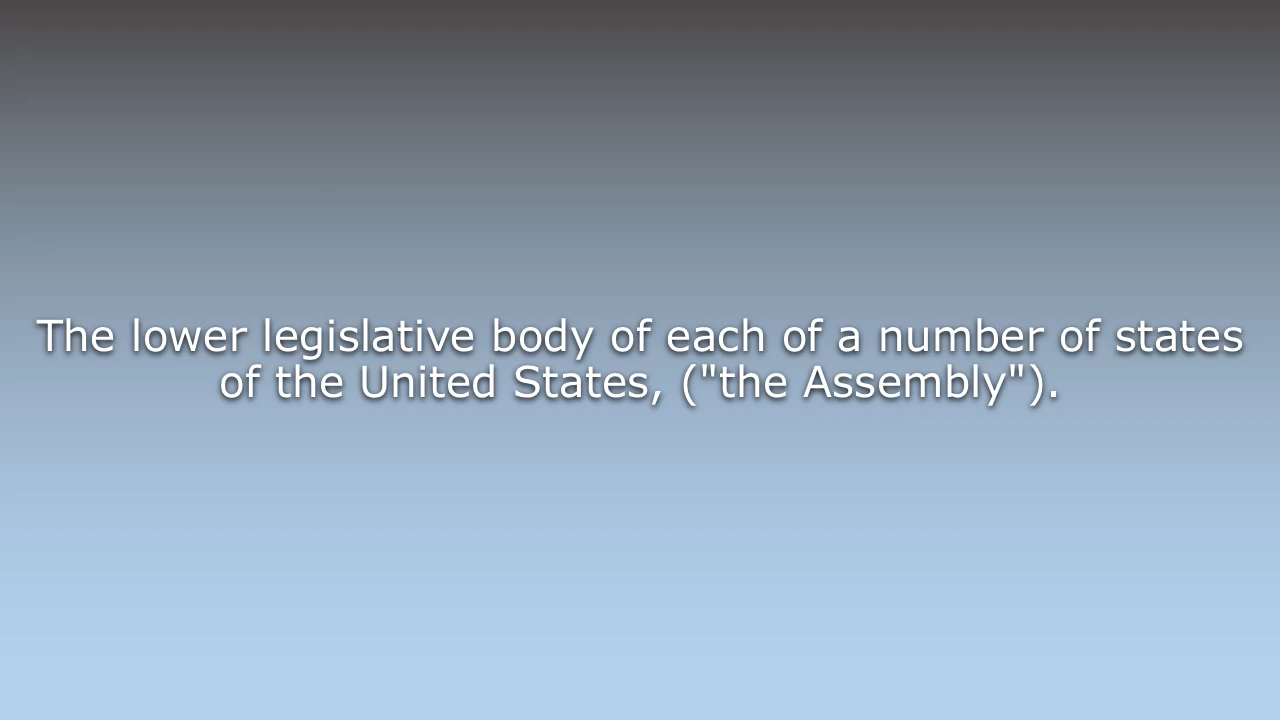 The lower legislative body of each of a number of states
of the United States, ("the Assembly").